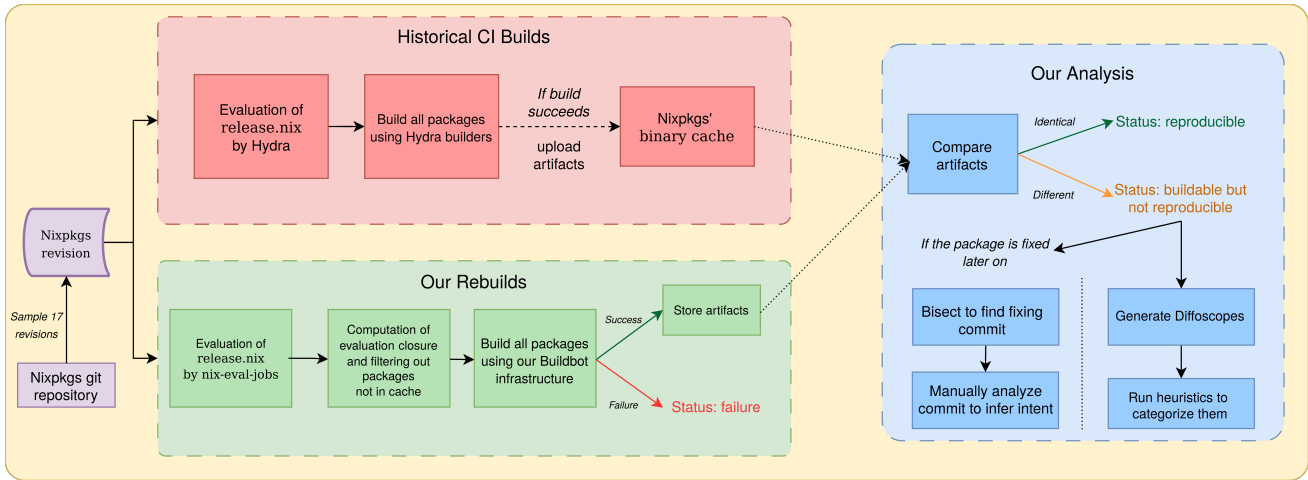 Historical CI Builds
Evaluation of
release.nix
by Hydra
Build all packages
using Hydra builders
If build
succeeds
upload
artifacts
Nixpkgs'
binary cache
Nixpkgs
revision
Sample 17
revisions
Nixpkgs git
repository
Our Rebuilds
Evaluation of
release.nix
by nix-eval-jobs
Computation of
evaluation closure
and filtering out
packages
not in cache
Build all packages
using our Buildbot
infrastructure
Success
Store artifacts
Failure
Status: failure
Our Analysis
Compare
artifacts
Identical
Status: reproducible
Different
Status: buildable but
not reproducible
If the package is fixed
later on
Bisect to find fixing
commit
Manually analyze
commit to infer intent
Generate Diffoscopes
Run heuristics to
categorize them